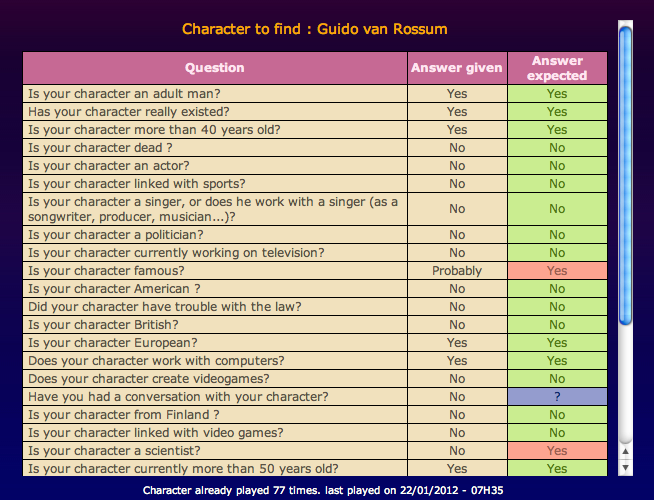 Character to find : Guido van Rossum
Question Answer given Answer expected
Is your character an adult man? Yes Yes
Has your character really existed? Yes Yes
Is your character more than 40 years old? Yes Yes
Is your character dead ? No No
Is your character an actor? No No
Is your character linked with sports? No No
Is your character a singer, or does he work with a singer (as a
songwriter, producer, musician...)? No No
Is your character a politician? No No
Is your character currently working on television? No No
Is your character famous? Probably Yes
Is your character American ? No No
Did your character have trouble with the law? No No
Is your character British? No No
Is your character European? Yes Yes
Does your character work with computers? Yes Yes
Does your character create videogames? No No
Have you had a conversation with your character? No ?
Is your character from Finland ? No No
Is your character linked with video games? No No
Is your character a scientist? No Yes
Is your character currently more than 50 years old? Yes Yes
Character already played 77 times. last played on 22/01/2012 - 07H35